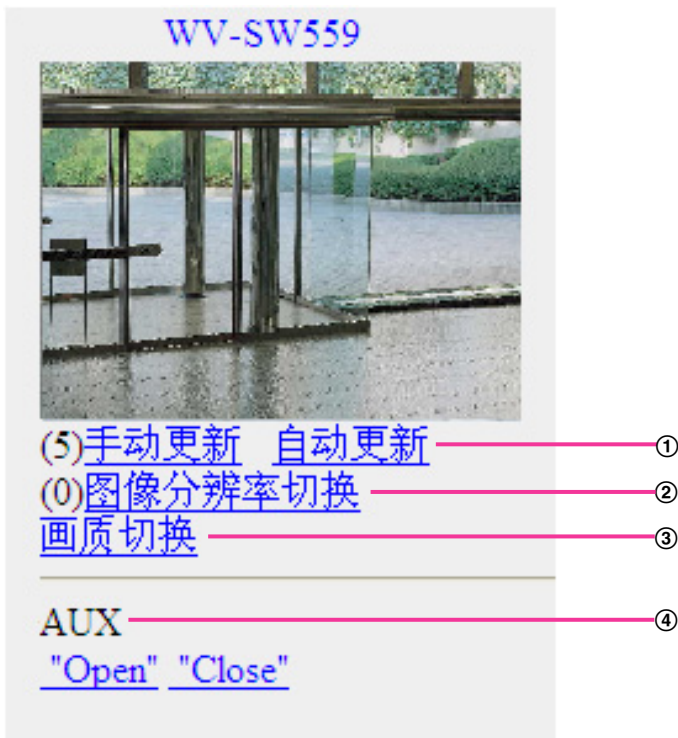 WV-SW559
(5)手动更新 自动更新 ①
(0)图像分辨率切换 ②
画质切换 ③
AUX ④
"Open" "Close"